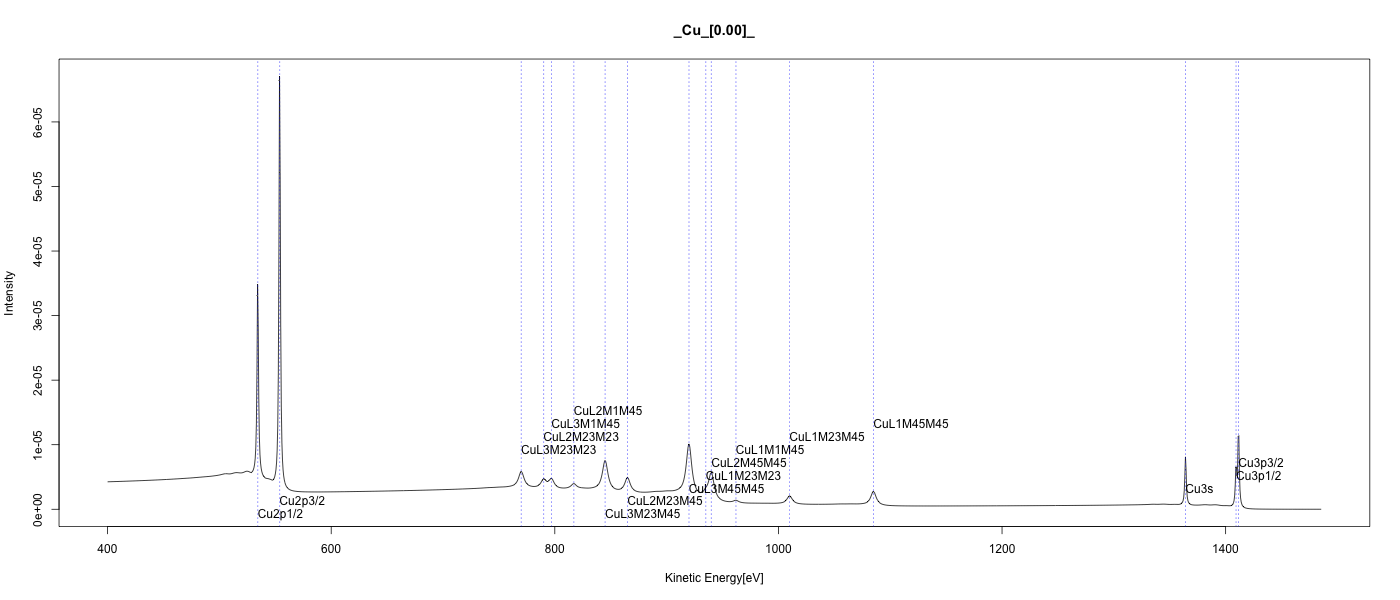 _Cu_[0.00]_
Intensity
6e-05
5e-05
4e-05
3e-05
2e-05
1e-05
0e+00
CuL2M1M45
CuL3M1M45
CuL1M45M45
CuL2M23M23
CuL1M23M45
CuL3M23M23
CuL1M1M45
CuL2M45M45
Cu3p3/2
CuL1M23M23
Cu3p1/2
CuL3M45M45
Cu3s
Cu2p3/2
CuL2M23M45
Cu2p1/2
CuL3M23M45
400
600
800
1000
1200
1400
Kinetic Energy[eV]